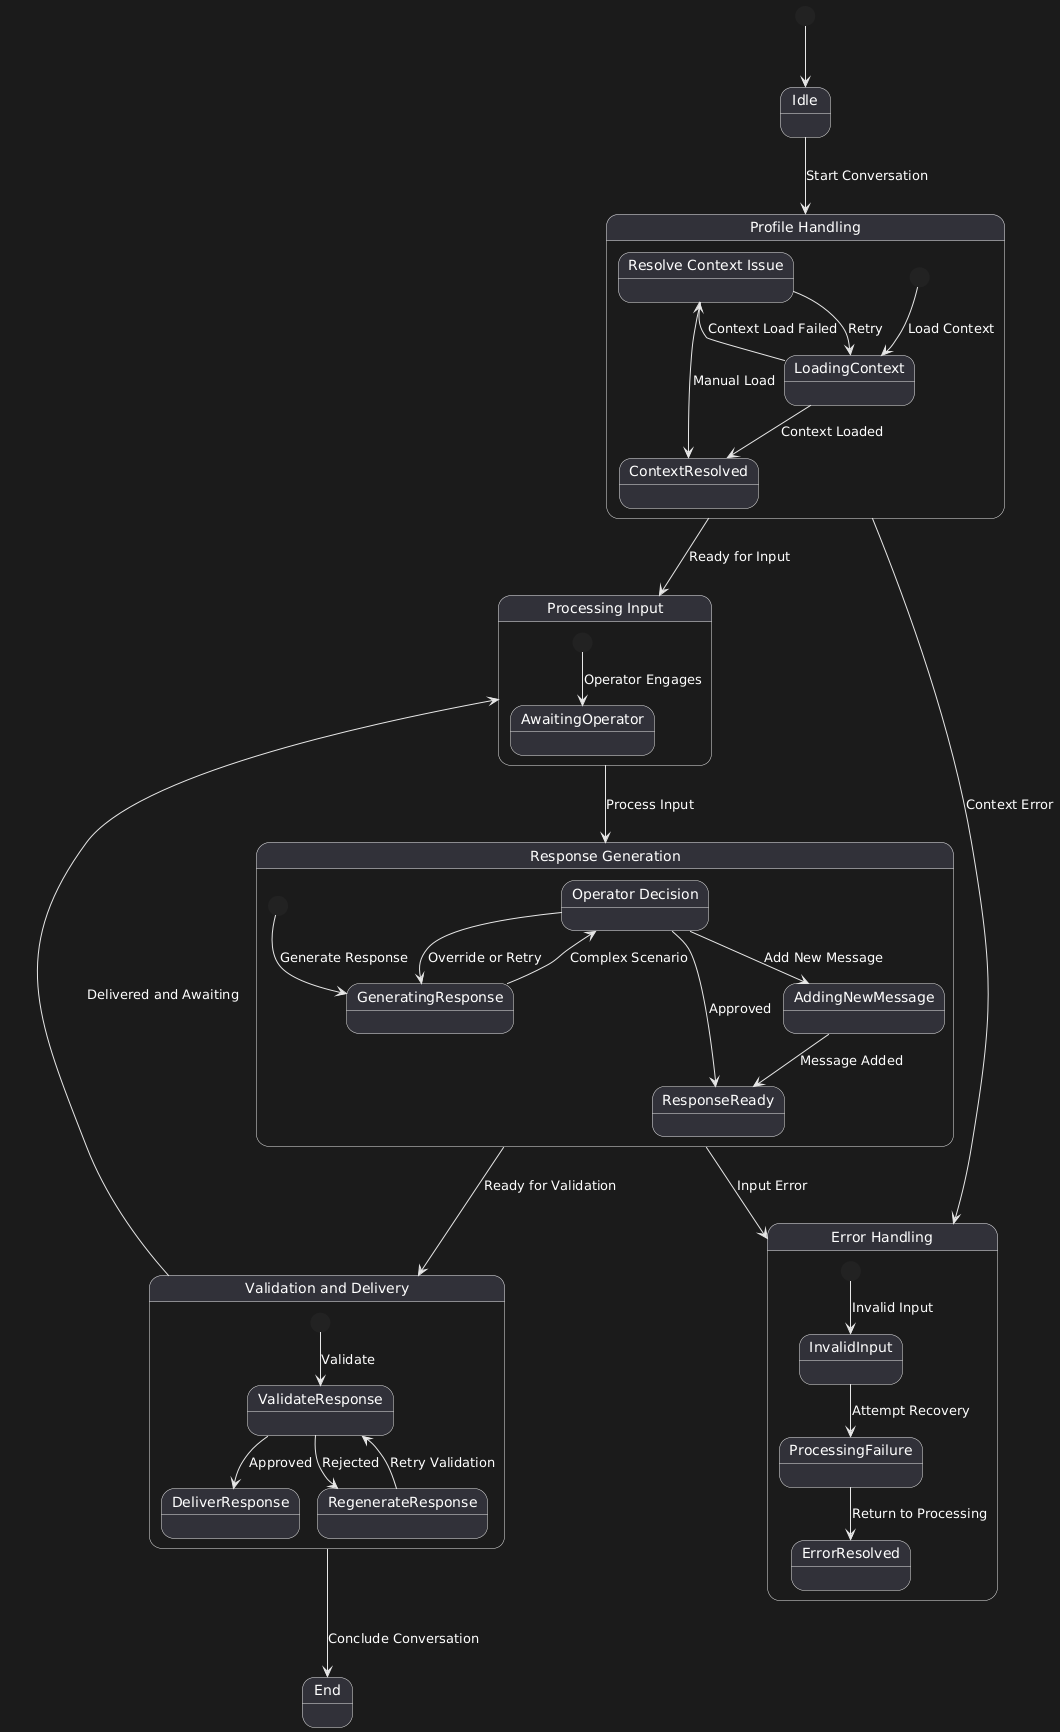 Idle
Start Conversation
Profile Handling
Resolve Context Issue
Context Load Failed
Retry
Load Context
LoadingContext
Manual Load
Context Loaded
ContextResolved
Ready for Input
Processing Input
Operator Engages
AwaitingOperator
Process Input
Context Error
Response Generation
Operator Decision
Generate Response
Override or Retry
Complex Scenario
Add New Message
Delivered and Awaiting
GeneratingResponse
AddingNewMessage
Approved
Message Added
ResponseReady
Ready for Validation
Input Error
Error Handling
Validation and Delivery
Invalid Input
InvalidInput
Validate
ValidateResponse
Attempt Recovery
ProcessingFailure
Approved
Rejected
Retry Validation
DeliverResponse
RegenerateResponse
Return to Processing
ErrorResolved
Conclude Conversation
End